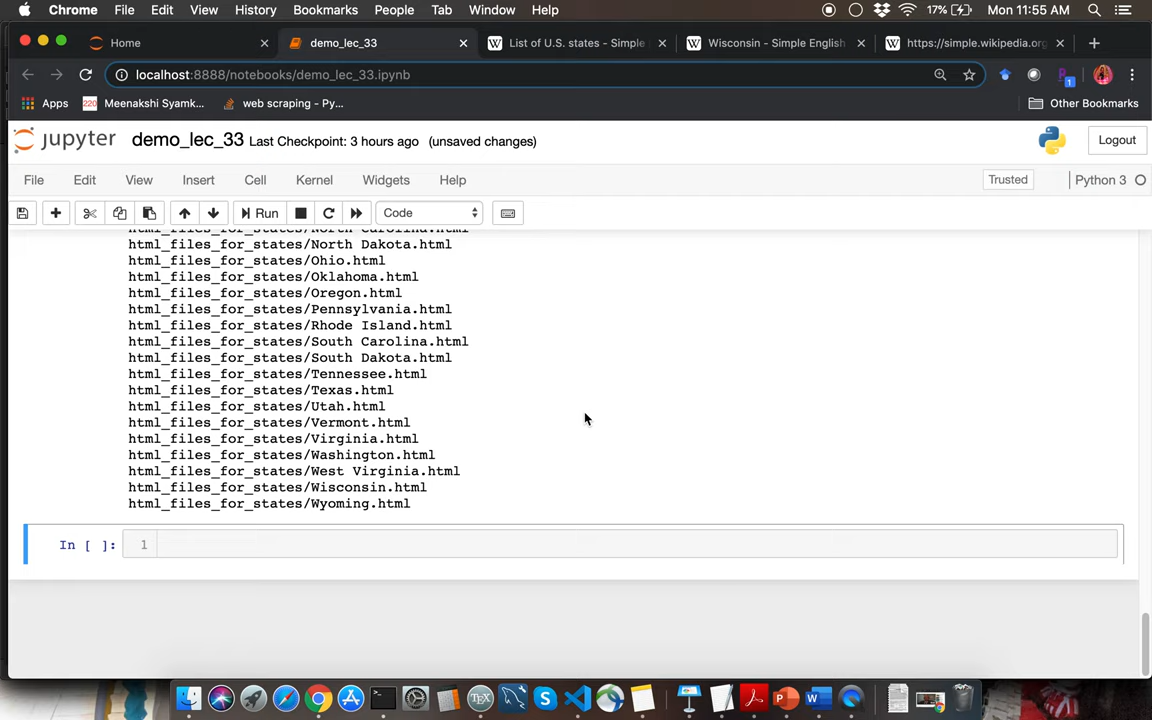 Chrome File Edit View History Bookmarks People Tab Window Help 17% Mon 11:55 AM
Home demo_lec_33 List of U.S. states - Simple Wisconsin - Simple English https://simple.wikipedia.org
localhost:8888/notebooks/demo_lec_33.ipynb
Apps 220 Meenakshi Syamk... web scraping - Py... Other Bookmarks
jupyter demo_lec_33 Last Checkpoint: 3 hours ago (unsaved changes) Logout
File Edit View Insert Cell Kernel Widgets Help Trusted Python 3
Run Code
html_files_for_states/North Carolina.html
html_files_for_states/North Dakota.html
html_files_for_states/Ohio.html
html_files_for_states/Oklahoma.html
html_files_for_states/Oregon.html
html_files_for_states/Pennsylvania.html
html_files_for_states/Rhode Island.html
html_files_for_states/South Carolina.html
html_files_for_states/South Dakota.html
html_files_for_states/Tennessee.html
html_files_for_states/Texas.html
html_files_for_states/Utah.html
html_files_for_states/Vermont.html
html_files_for_states/Virginia.html
html_files_for_states/Washington.html
html_files_for_states/West Virginia.html
html_files_for_states/Wisconsin.html
html_files_for_states/Wyoming.html
In [ ]: 1